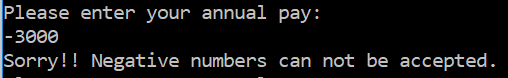 Please enter your annual pay:
-3000
Sorry!! Negative numbers can not be accepted.